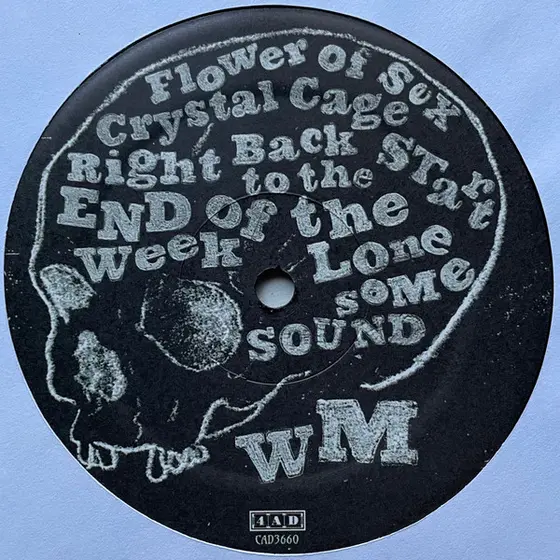 Flower of Sex
Crystal Cage
Right Back to the Start
END of the Week
Lonesome SOUND
WM
4AD
CAD3660